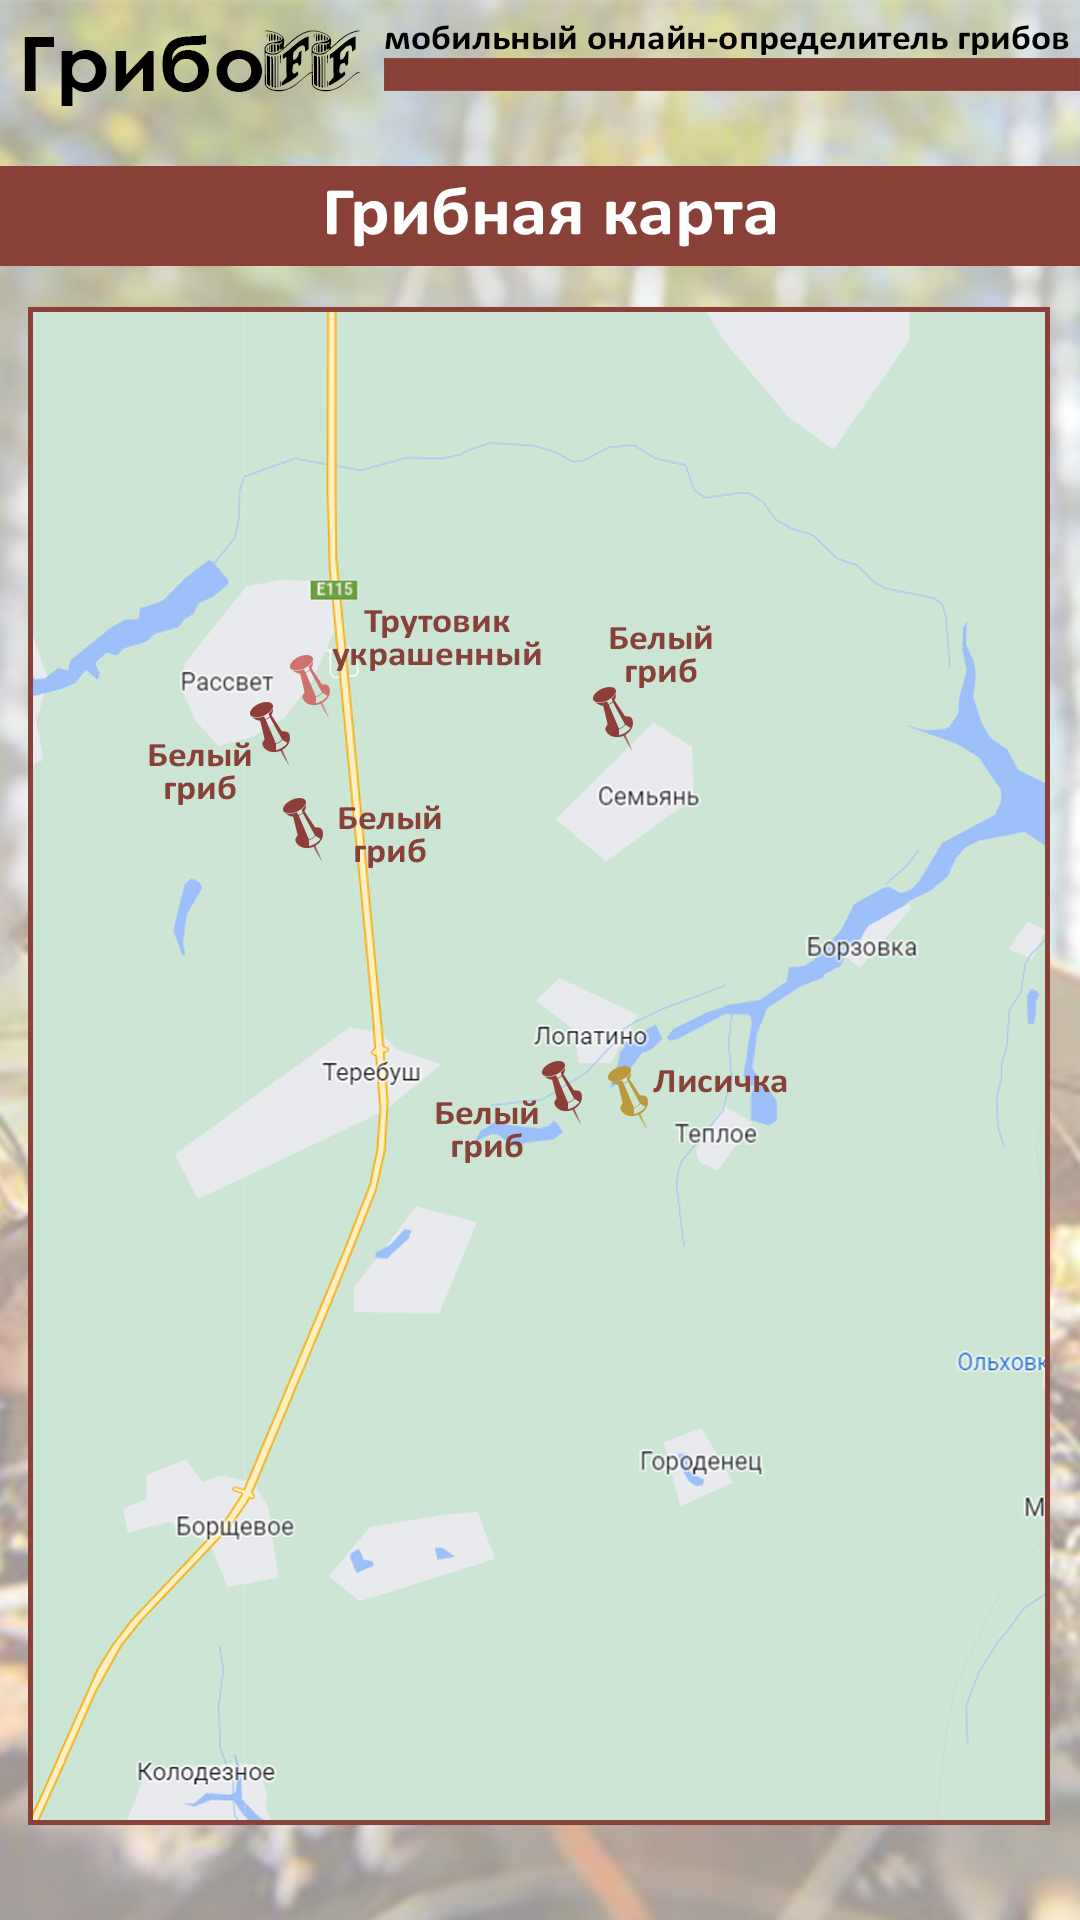 ГрибоFF
мобильный онлайн-определитель грибов
Грибная карта
E115
Трутовик
украшенный
Белый
гриб
Рассвет
Белый
гриб
Семьянь
Белый
гриб
Борзовка
Лопатино
Теребуш
Лисичка
Белый
гриб
Теплое
Ольховк
Городенец
М
Борщевое
Колодезное